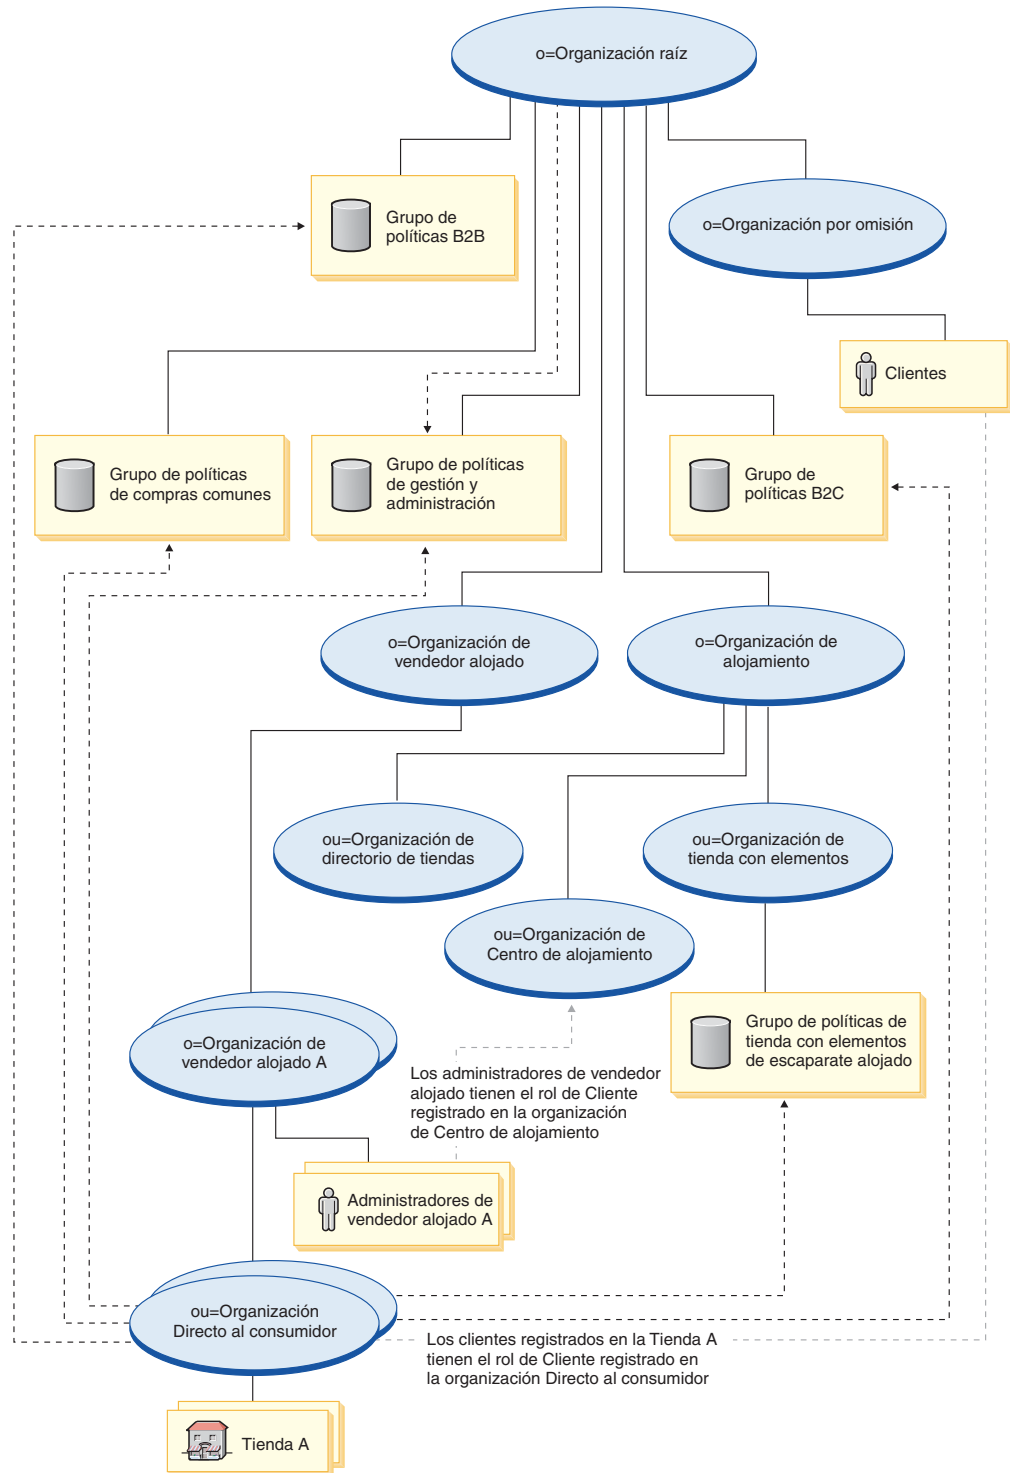 o=Organización raíz
Grupo de
políticas B2B
o=Organización por omisión
Clientes
Grupo de políticas
de compras comunes
Grupo de políticas
de gestión y
administración
Grupo de
políticas B2C
o=Organización de
vendedor alojado
o=Organización de
alojamiento
ou=Organización de
directorio de tiendas
ou=Organización de
tienda con elementos
ou=Organización de
Centro de alojamiento
o=Organización de
vendedor alojado A
Grupo de políticas de
tienda con elementos
de escaparate alojado
Los administradores de vendedor
alojado tienen el rol de Cliente
registrado en la organización
de Centro de alojamiento
Administradores de
vendedor alojado A
ou=Organización
Directo al consumidor
Los clientes registrados en la Tienda A
tienen el rol de Cliente registrado en
la organización Directo al consumidor
Tienda A